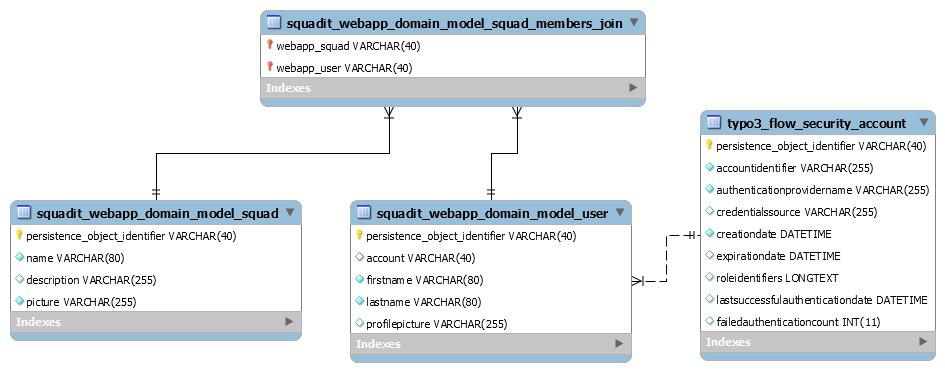 squadit_webapp_domain_model_squad_members_join
webapp_squad VARCHAR(40)
webapp_user VARCHAR(40)
Indexes
typo3_flow_security_account
persistence_object_identifier VARCHAR(40)
accountidentifier VARCHAR(255)
authenticationprovidername VARCHAR(255)
credentialssource VARCHAR(255)
creationdate DATETIME
expirationdate DATETIME
roleidentifiers LONGTEXT
lastsuccessfulauthenticationdate DATETIME
failedauthenticationcount INT(11)
Indexes
squadit_webapp_domain_model_squad
persistence_object_identifier VARCHAR(40)
name VARCHAR(80)
description VARCHAR(255)
picture VARCHAR(255)
Indexes
squadit_webapp_domain_model_user
persistence_object_identifier VARCHAR(40)
account VARCHAR(40)
firstname VARCHAR(80)
lastname VARCHAR(80)
profilepicture VARCHAR(255)
Indexes